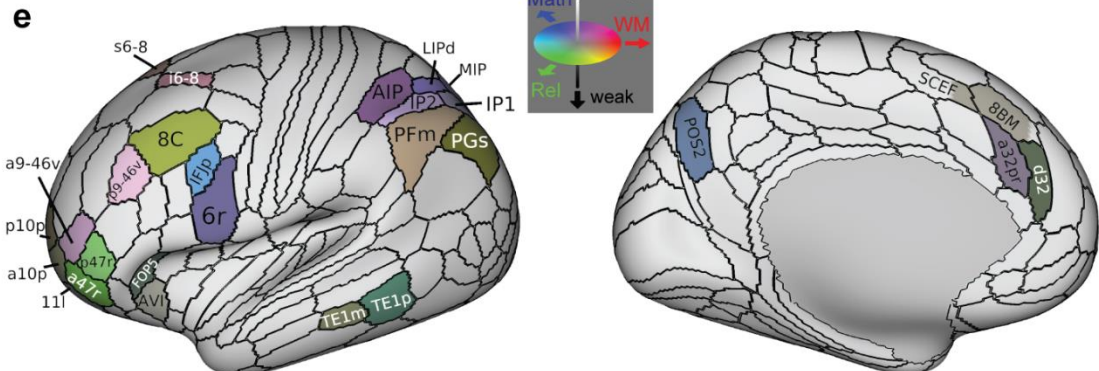 e
Math
WM
Rel
weak
s6-8
i6-8
8C
a9-46v
p9-46v
IFJp
6r
p10p
p47r
a10p
a47r
11l
FOP5
AVI
LIPd
MIP
AIP
IP2
IP1
PFm
PGs
TE1m
TE1p
SCEF
8BM
POS2
a32pr
d32